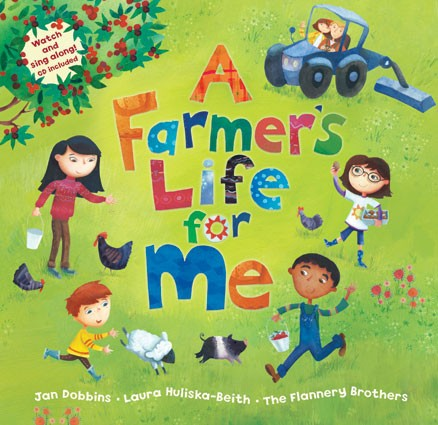 Watch
and
sing along!
CD included
A
Farmer's
Life
for
Me
Jan Dobbins • Laura Huliska-Beith • The Flannery Brothers